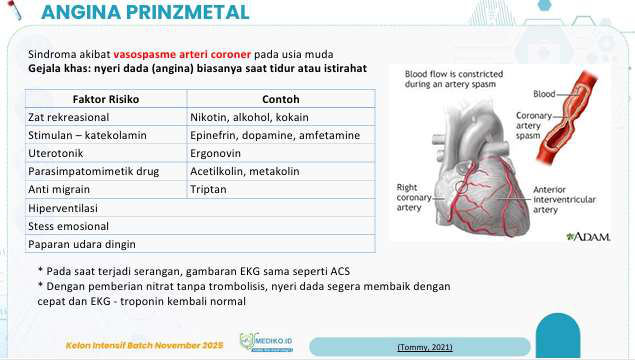 ANGINA PRINZMETAL
Sindroma akibat vasospasme arteri coroner pada usia muda
Gejala khas: nyeri dada (angina) biasanya saat tidur atau istirahat
Faktor Risiko Contoh
Zat rekreasional Nikotin, alkohol, kokain
Stimulan – katekolamin Epinefrin, dopamine, amfetamine
Uterotonik Ergonovin
Parasimpatomimetik drug Acetilkolin, metakolin
Anti migrain Triptan
Hiperventilasi
Stess emosional
Paparan udara dingin
Blood flow is constricted
during an artery spasm
Blood
Coronary
artery
spasm
Right
coronary
artery
Anterior
interventricular
artery
ADAM.
* Pada saat terjadi serangan, gambaran EKG sama seperti ACS
* Dengan pemberian nitrat tanpa trombolisis, nyeri dada segera membaik dengan
cepat dan EKG - troponin kembali normal
Kelon Intensif Batch November 2025
MEDIKO.ID
(Tommy, 2021)